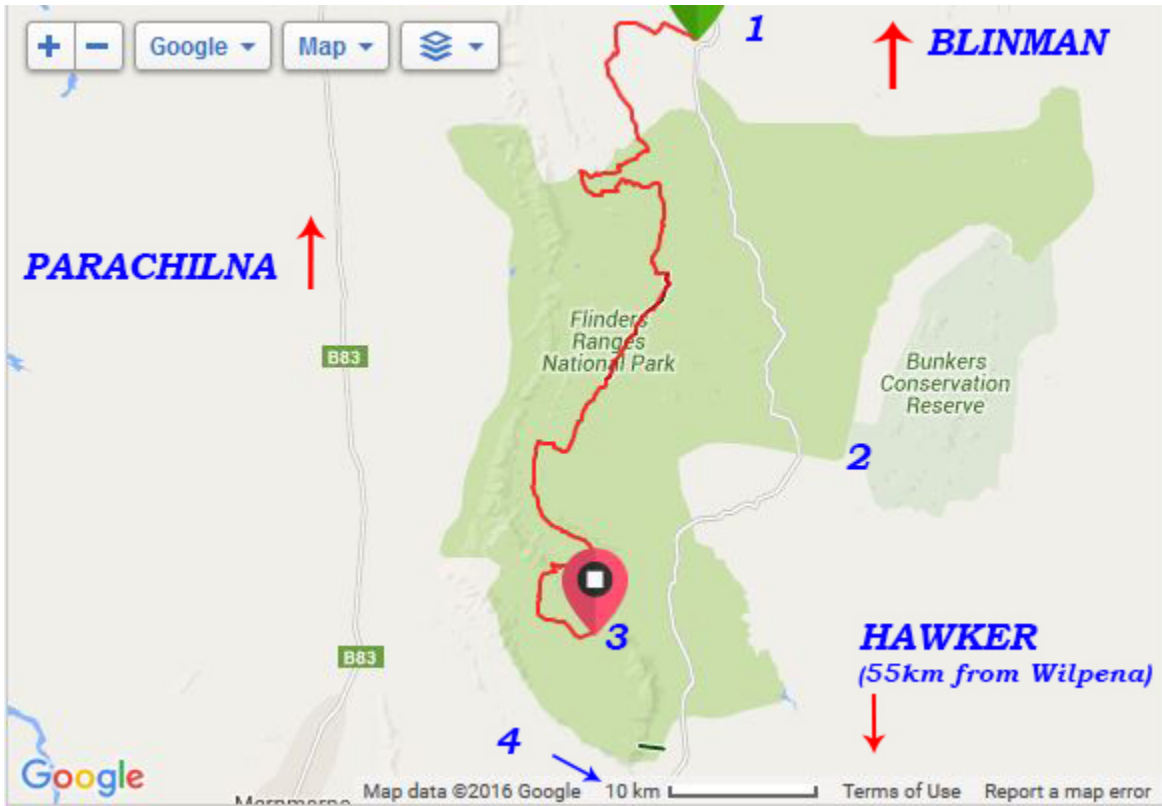 + − Google Map
1
BLINMAN
PARACHILNA
Flinders
Ranges
National Park
B83
Bunkers
Conservation
Reserve
2
3
HAWKER
(55km from Wilpena)
B83
4
Google
Map data ©2016 Google 10 km Terms of Use Report a map error